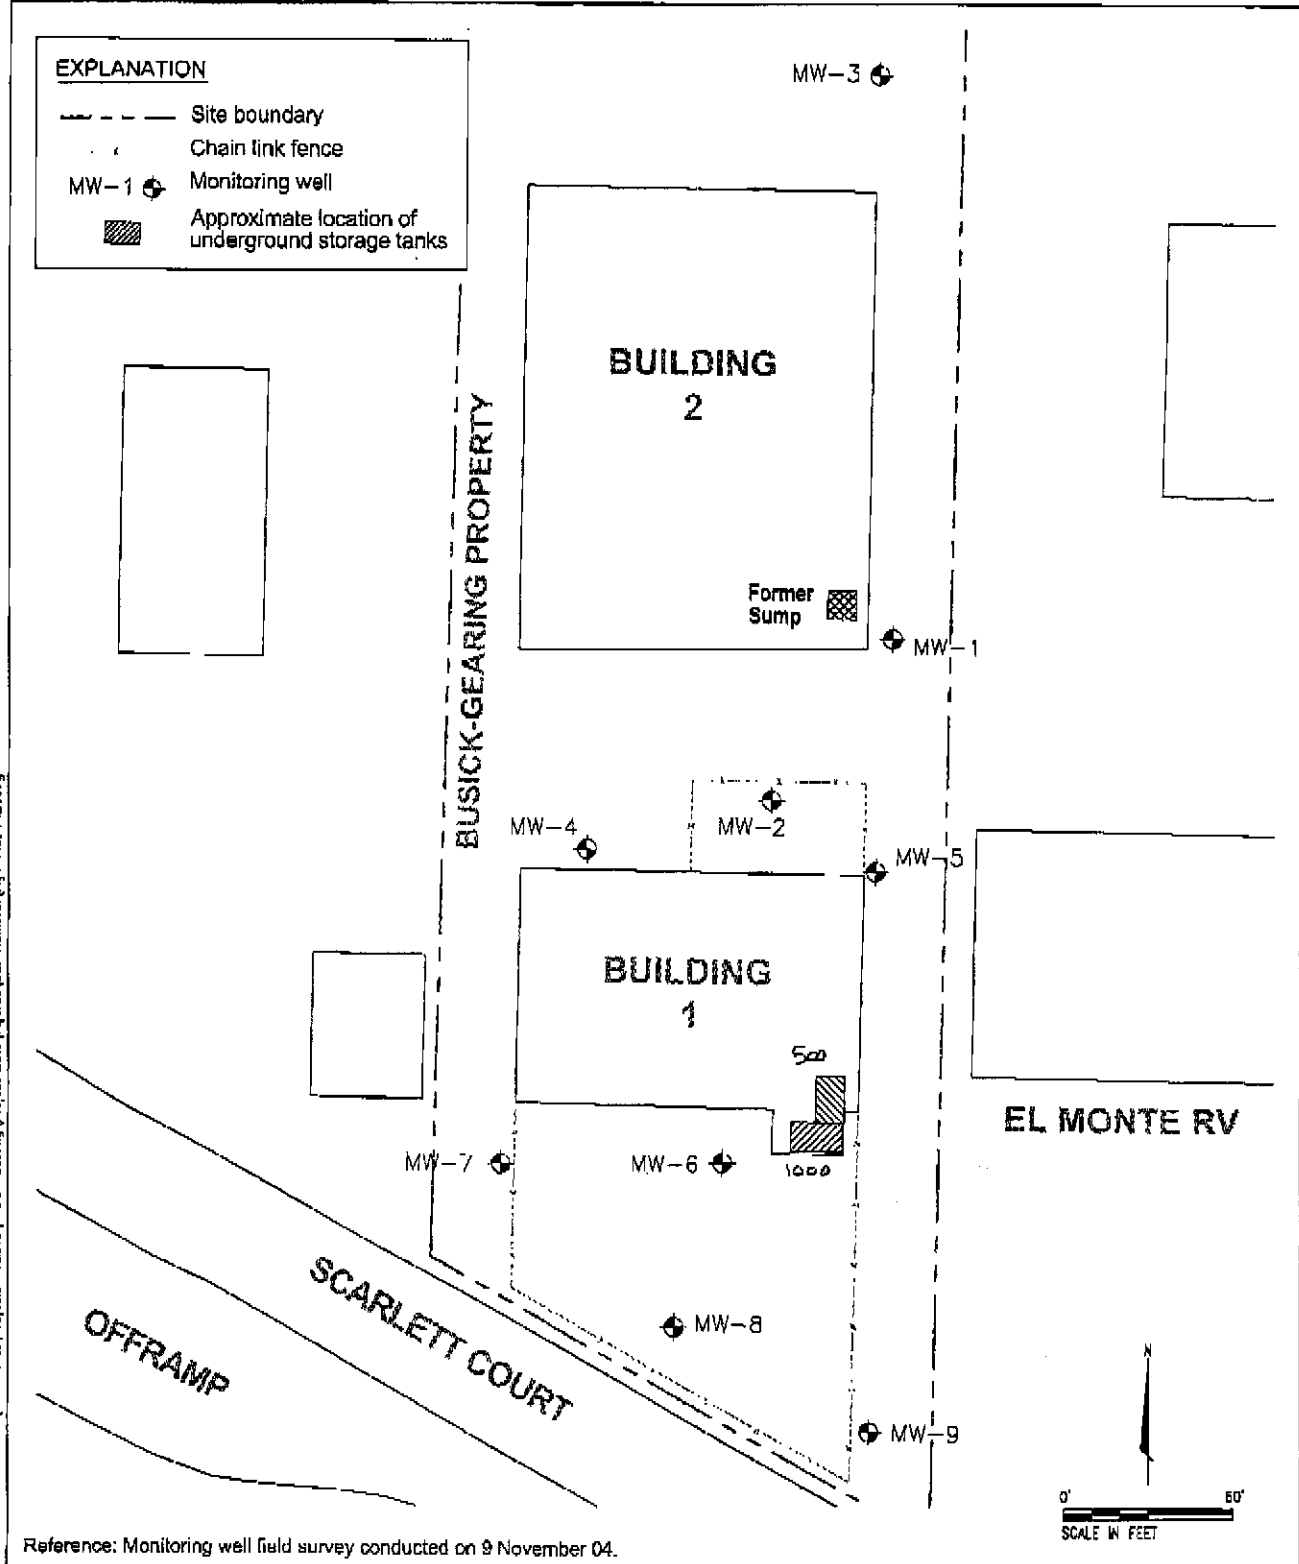 EXPLANATION
Site boundary
Chain link fence
MW-1 Monitoring well
Approximate location of
underground storage tanks
MW-3
BUILDING
2
BUSICK-GEARING PROPERTY
Former
Sump
MW-1
MW-4
MW-2
MW-5
BUILDING
1
500
1000
EL MONTE RV
MW-7
MW-6
SCARLETT COURT
OFFRAMP
MW-8
MW-9
N
0'
SCALE IN FEET
Reference: Monitoring well field survey conducted on 9 November 04.